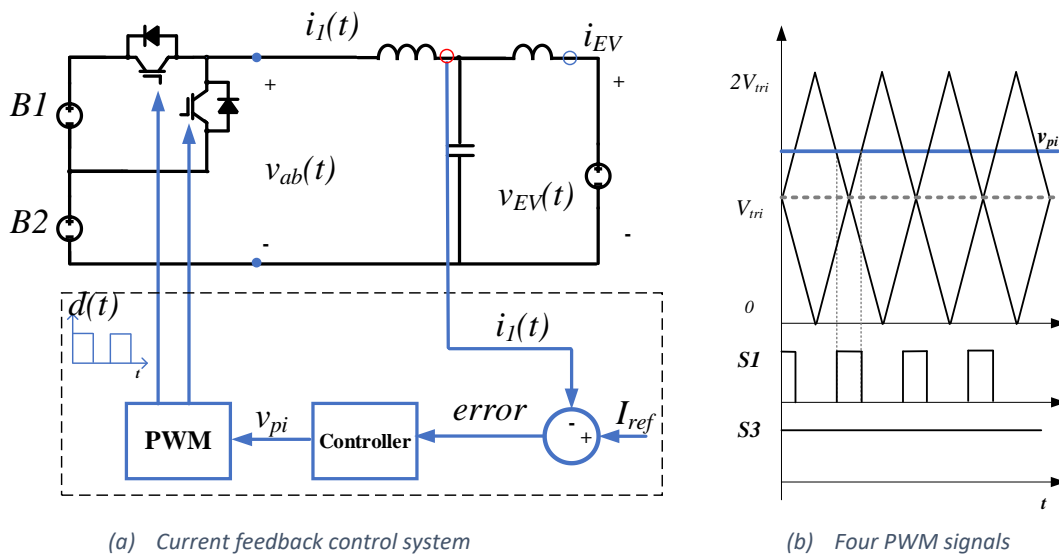 i1(t)
iEV
+
+
B1
vab(t)
vEV(t)
B2
-
-
d(t)
t
i1(t)
PWM
vpi
Controller
error
-
+
Iref
(a) Current feedback control system
2Vtri
vpi
Vtri
0
S1
S3
t
(b) Four PWM signals